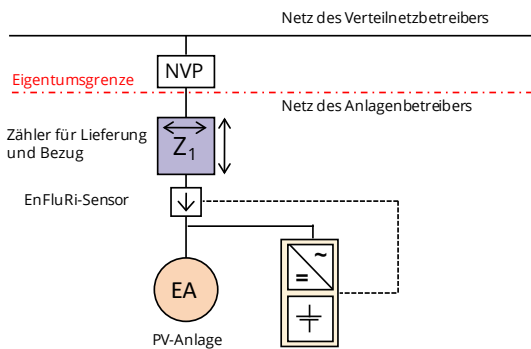 Netz des Verteilnetzbetreibers
NVP
Eigentumsgrenze
Netz des Anlagenbetreibers
Zähler für Lieferung
und Bezug
Z₁
EnFluRi-Sensor
~
=
EA
PV-Anlage